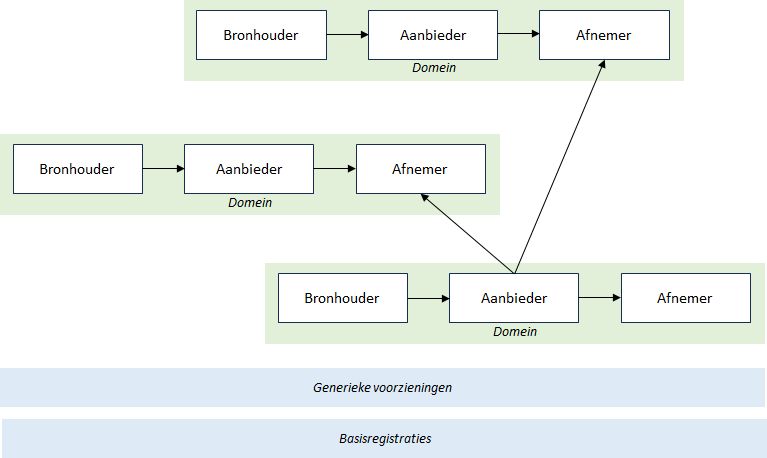 Bronhouder
Aanbieder
Afnemer
Domein
Bronhouder
Aanbieder
Afnemer
Domein
Bronhouder
Aanbieder
Afnemer
Domein
Generieke voorzieningen
Basisregistraties